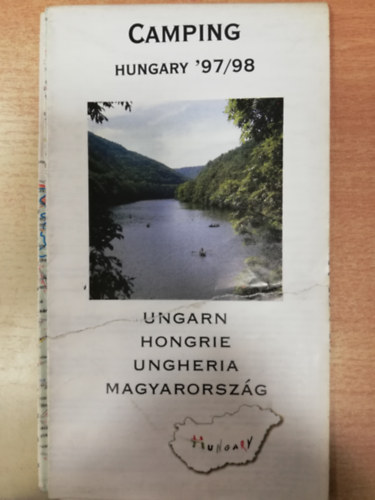 CAMPING
HUNGARY '97/98
UNGARN
HONGRIE
UNGHERIA
MAGYARORSZÁG
HUNGARY